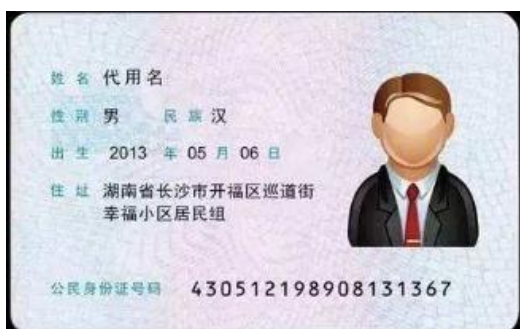 姓名 代用名
性别 男 民族 汉
出生 2013 年 05 月 06 日
住址 湖南省长沙市开福区巡道街
幸福小区居民组
公民身份证号码 430512198908131367